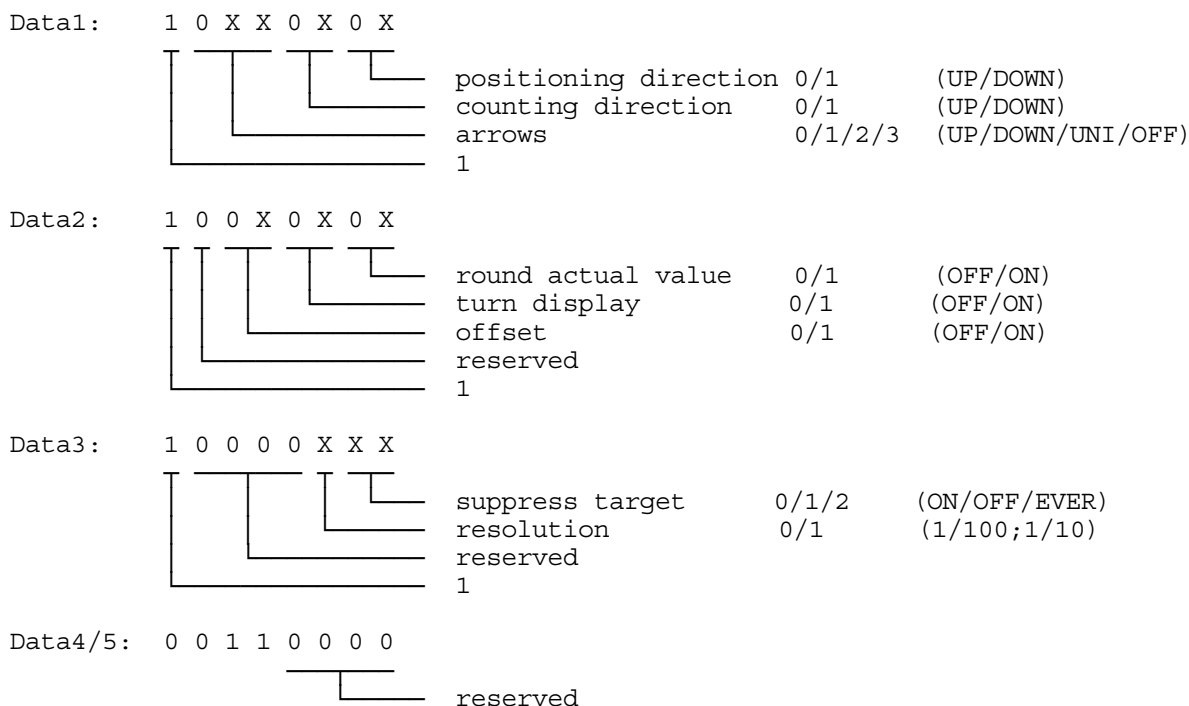 Data1: 1 0 X X 0 X 0 X
positioning direction 0/1 (UP/DOWN)
counting direction 0/1 (UP/DOWN)
arrows 0/1/2/3 (UP/DOWN/UNI/OFF)
1
Data2: 1 0 0 X 0 X 0 X
round actual value 0/1 (OFF/ON)
turn display 0/1 (OFF/ON)
offset 0/1 (OFF/ON)
reserved
1
Data3: 1 0 0 0 0 X X X
suppress target 0/1/2 (ON/OFF/EVER)
resolution 0/1 (1/100;1/10)
reserved
1
Data4/5: 0 0 1 1 0 0 0 0
reserved